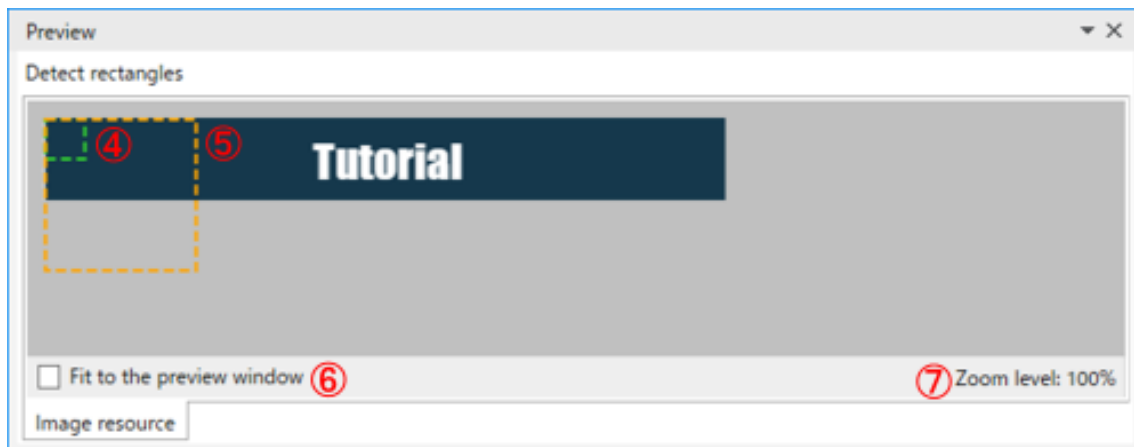 Preview
Detect rectangles
④ ⑤
Tutorial
Fit to the preview window ⑥ ⑦ Zoom level: 100%
Image resource